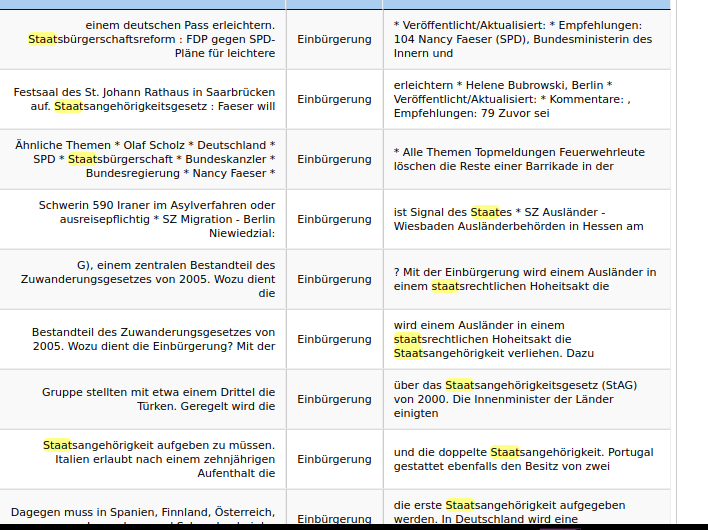 einem deutschen Pass erleichtern.
Staatsbürgerschaftsreform : FDP gegen SPD-
Pläne für leichtere
Einbürgerung
* Veröffentlicht/Aktualisiert: * Empfehlungen:
104 Nancy Faeser (SPD), Bundesministerin des
Innern und
Festsaal des St. Johann Rathaus in Saarbrücken
auf. Staatsangehörigkeitsgesetz : Faeser will
Einbürgerung
erleichtern * Helene Bubrowski, Berlin *
Veröffentlicht/Aktualisiert: * Kommentare: ,
Empfehlungen: 79 Zuvor sei
Ähnliche Themen * Olaf Scholz * Deutschland *
SPD * Staatsbürgerschaft * Bundeskanzler *
Bundesregierung * Nancy Faeser *
Einbürgerung
* Alle Themen Topmeldungen Feuerwehrleute
löschen die Reste einer Barrikade in der
Schwerin 590 Iraner im Asylverfahren oder
ausreisepflichtig * SZ Migration - Berlin
Niewiedzial:
Einbürgerung
ist Signal des Staates * SZ Ausländer -
Wiesbaden Ausländerbehörden in Hessen am
G), einem zentralen Bestandteil des
Zuwanderungsgesetzes von 2005. Wozu dient
die
Einbürgerung
? Mit der Einbürgerung wird einem Ausländer in
einem staatsrechtlichen Hoheitsakt die
Bestandteil des Zuwanderungsgesetzes von
2005. Wozu dient die Einbürgerung? Mit der
Einbürgerung
wird einem Ausländer in einem
staatsrechtlichen Hoheitsakt die
Staatsangehörigkeit verliehen. Dazu
Gruppe stellten mit etwa einem Drittel die
Türken. Geregelt wird die
Einbürgerung
über das Staatsangehörigkeitsgesetz (StAG)
von 2000. Die Innenminister der Länder
einigten
Staatsangehörigkeit aufgeben zu müssen.
Italien erlaubt nach einem zehnjährigen
Aufenthalt die
Einbürgerung
und die doppelte Staatsangehörigkeit. Portugal
gestattet ebenfalls den Besitz von zwei
Dagegen muss in Spanien, Finnland, Österreich,
Einbürgerung
die erste Staatsangehörigkeit aufgegeben
werden. In Deutschland wird eine